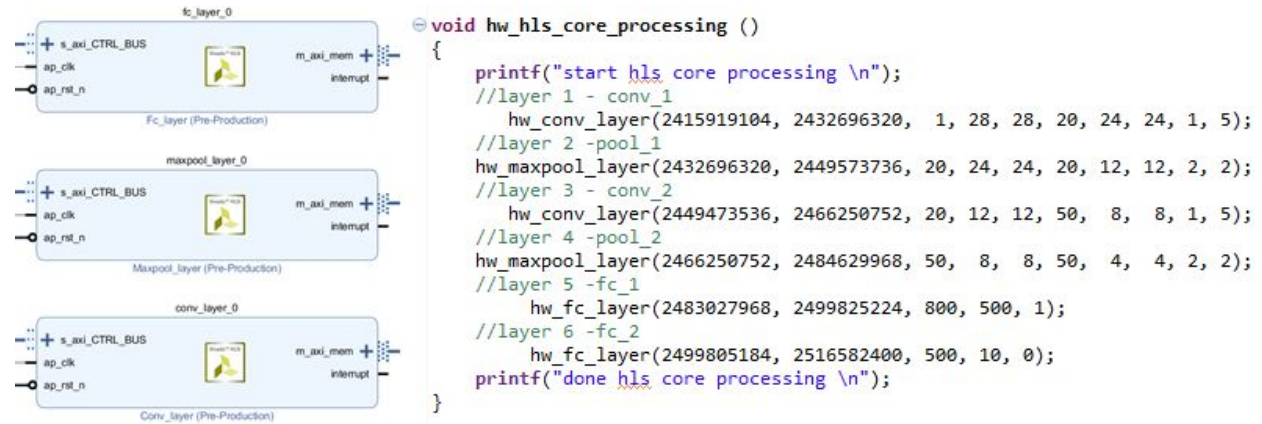 fc_layer_0
s_axi_CTRL_BUS
ap_clk
ap_rst_n
m_axi_mem
interrupt
Fc_layer (Pre-Production)
maxpool_layer_0
s_axi_CTRL_BUS
ap_clk
ap_rst_n
m_axi_mem
interrupt
Maxpool_layer (Pre-Production)
conv_layer_0
s_axi_CTRL_BUS
ap_clk
ap_rst_n
m_axi_mem
interrupt
Conv_layer (Pre-Production)
void hw_hls_core_processing ()
{
printf("start hls core processing \n");
//layer 1 - conv_1
hw_conv_layer(2415919104, 2432696320, 1, 28, 28, 20, 24, 24, 1, 5);
//layer 2 -pool_1
hw_maxpool_layer(2432696320, 2449573736, 20, 24, 24, 20, 12, 12, 2, 2);
//layer 3 - conv_2
hw_conv_layer(2449473536, 2466250752, 20, 12, 12, 50, 8, 8, 1, 5);
//layer 4 -pool_2
hw_maxpool_layer(2466250752, 2484629968, 50, 8, 8, 50, 4, 4, 2, 2);
//layer 5 -fc_1
hw_fc_layer(2483027968, 2499825224, 800, 500, 1);
//layer 6 -fc_2
hw_fc_layer(2499805184, 2516582400, 500, 10, 0);
printf("done hls core processing \n");
}